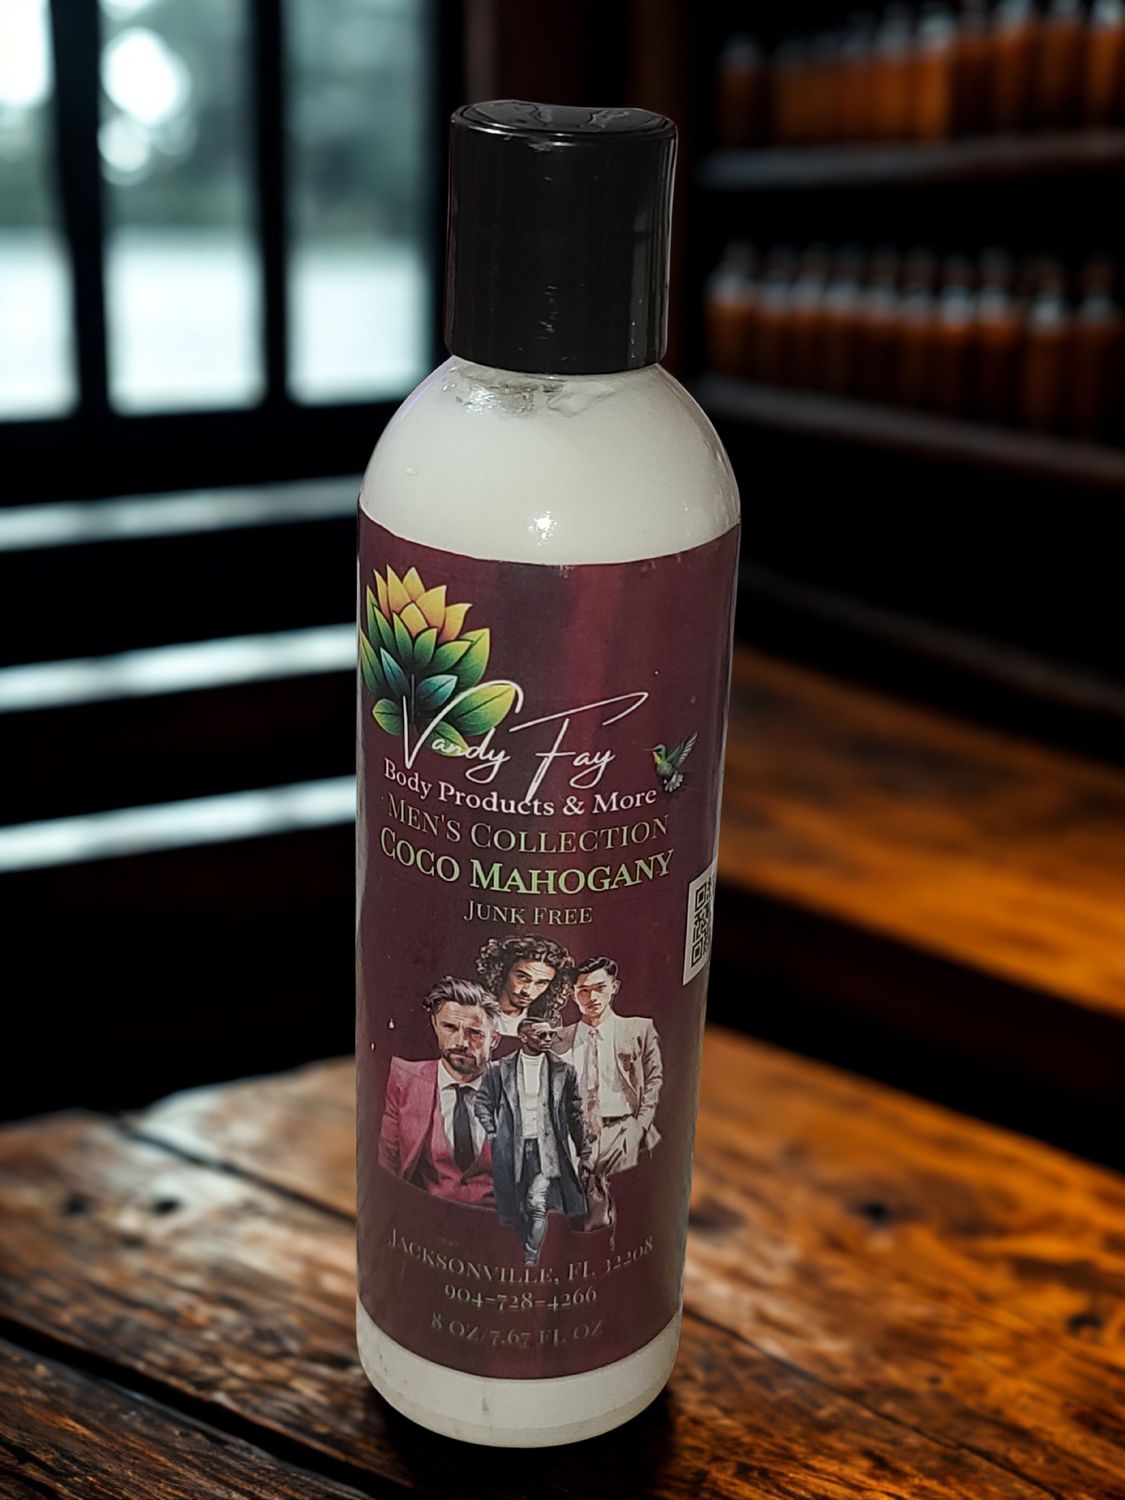 Vandy Fay
Body Products & More
Men's Collection
Coco Mahogany
Junk Free
Jacksonville, FL 32208
904-728-4266
8 OZ/7.67 FL OZ